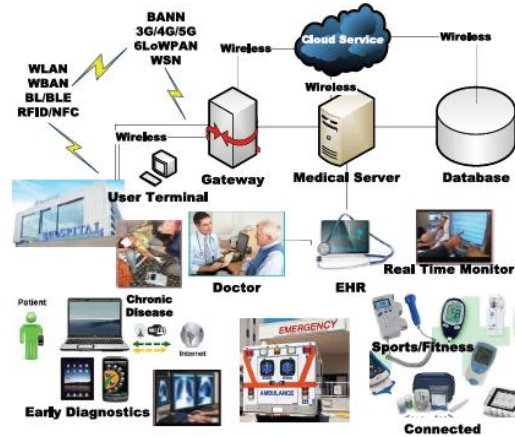 BANN
3G/4G/5G
6LoWPAN
WSN
Cloud Service
Wireless
Wireless
Wireless
WLAN
WBAN
BL/BLE
RFID/NFC
Wireless
User Terminal
Gateway
Medical Server
Database
HOSPITAL
Doctor
EHR
Real Time Monitor
Patient
Chronic
Disease
Internet
EMERGENCY
AMBULANCE
Sports/Fitness
Early Diagnostics
Connected